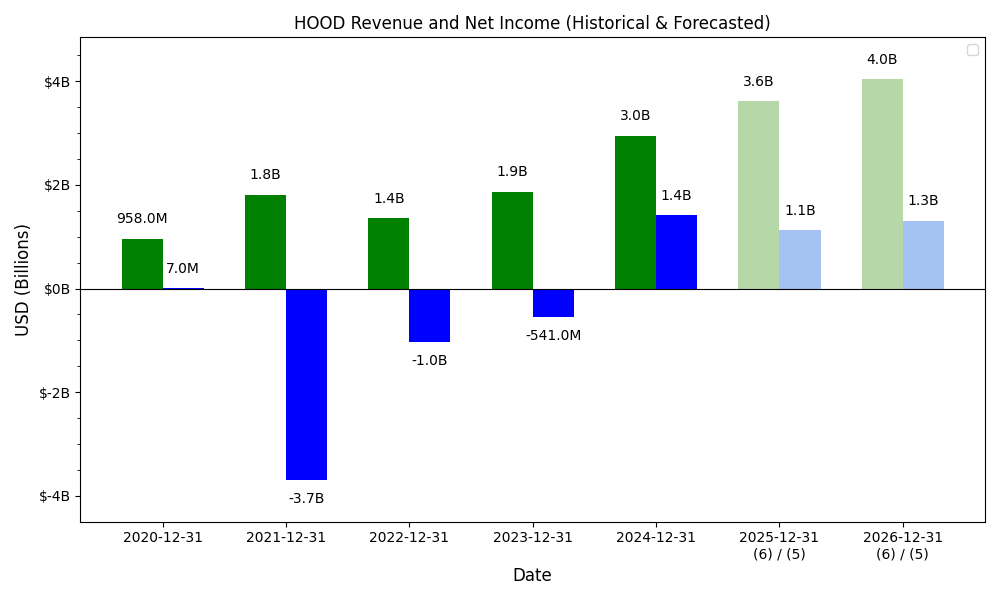 HOOD Revenue and Net Income (Historical & Forecasted)
USD (Billions)
$4B
$2B
$0B
$-2B
$-4B
958.0M
7.0M
1.8B
-3.7B
1.4B
-1.0B
1.9B
-541.0M
3.0B
1.4B
3.6B
1.1B
4.0B
1.3B
2020-12-31
2021-12-31
2022-12-31
2023-12-31
2024-12-31
2025-12-31
(6) / (5)
2026-12-31
(6) / (5)
Date